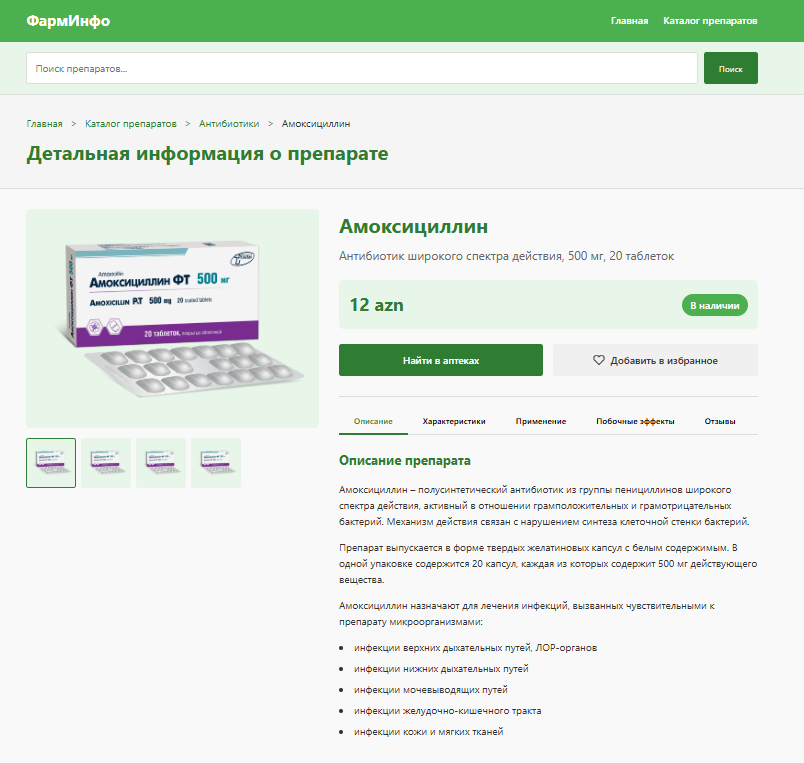 ФармИнфо
Главная Каталог препаратов
Поиск препаратов...
Поиск
Главная > Каталог препаратов > Антибиотики > Амоксициллин
Детальная информация о препарате
Амоксициллин
Антибиотик широкого спектра действия, 500 мг, 20 таблеток
12 azn
В наличии
Найти в аптеках
Добавить в избранное
Amoxicillin
Амоксициллин ФТ 500 мг
Amoxicillin P.T 500 mg 20 coated tablets
20 таблеток, покрытых оболочкой
Амоксициллин ФТ 500 мг
Описание Характеристики Применение Побочные эффекты Отзывы
Описание препарата
Амоксициллин – полусинтетический антибиотик из группы пенициллинов широкого
спектра действия, активный в отношении грамположительных и грамотрицательных
бактерий. Механизм действия связан с нарушением синтеза клеточной стенки бактерий.
Препарат выпускается в форме твердых желатиновых капсул с белым содержимым. В
одной упаковке содержится 20 капсул, каждая из которых содержит 500 мг действующего
вещества.
Амоксициллин назначают для лечения инфекций, вызванных чувствительными к
препарату микроорганизмами:
инфекции верхних дыхательных путей, ЛОР-органов
инфекции нижних дыхательных путей
инфекции мочевыводящих путей
инфекции желудочно-кишечного тракта
инфекции кожи и мягких тканей